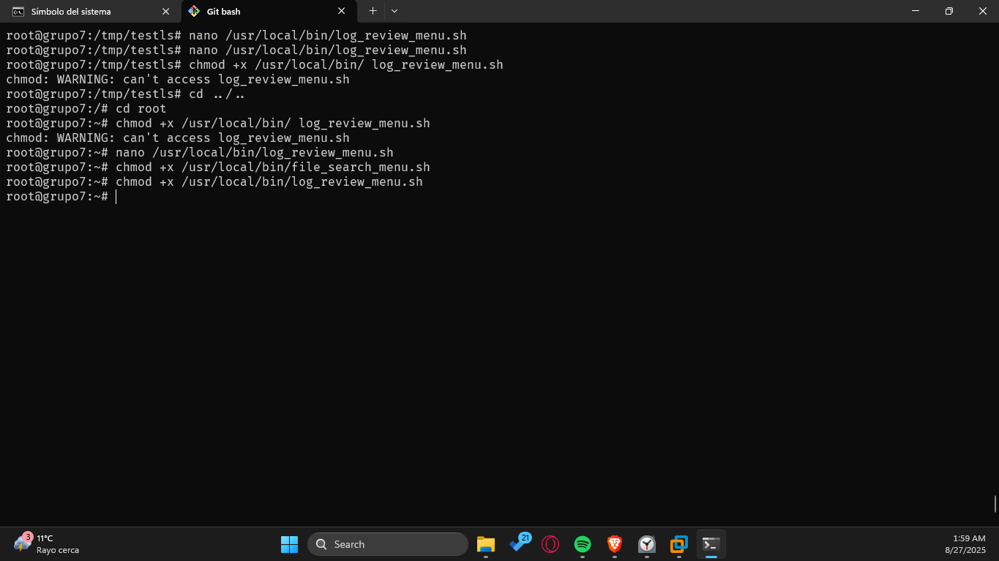 Símbolo del sistema
Git bash
root@grupo7:/tmp/testls# nano /usr/local/bin/log_review_menu.sh
root@grupo7:/tmp/testls# nano /usr/local/bin/log_review_menu.sh
root@grupo7:/tmp/testls# chmod +x /usr/local/bin/ log_review_menu.sh
chmod: WARNING: can't access log_review_menu.sh
root@grupo7:/tmp/testls# cd ../..
root@grupo7:/# cd root
root@grupo7:~# chmod +x /usr/local/bin/ log_review_menu.sh
chmod: WARNING: can't access log_review_menu.sh
root@grupo7:~# nano /usr/local/bin/log_review_menu.sh
root@grupo7:~# chmod +x /usr/local/bin/file_search_menu.sh
root@grupo7:~# chmod +x /usr/local/bin/log_review_menu.sh
root@grupo7:~#
3
11°C
Rayo cerca
Search
21
1:59 AM
8/27/2025